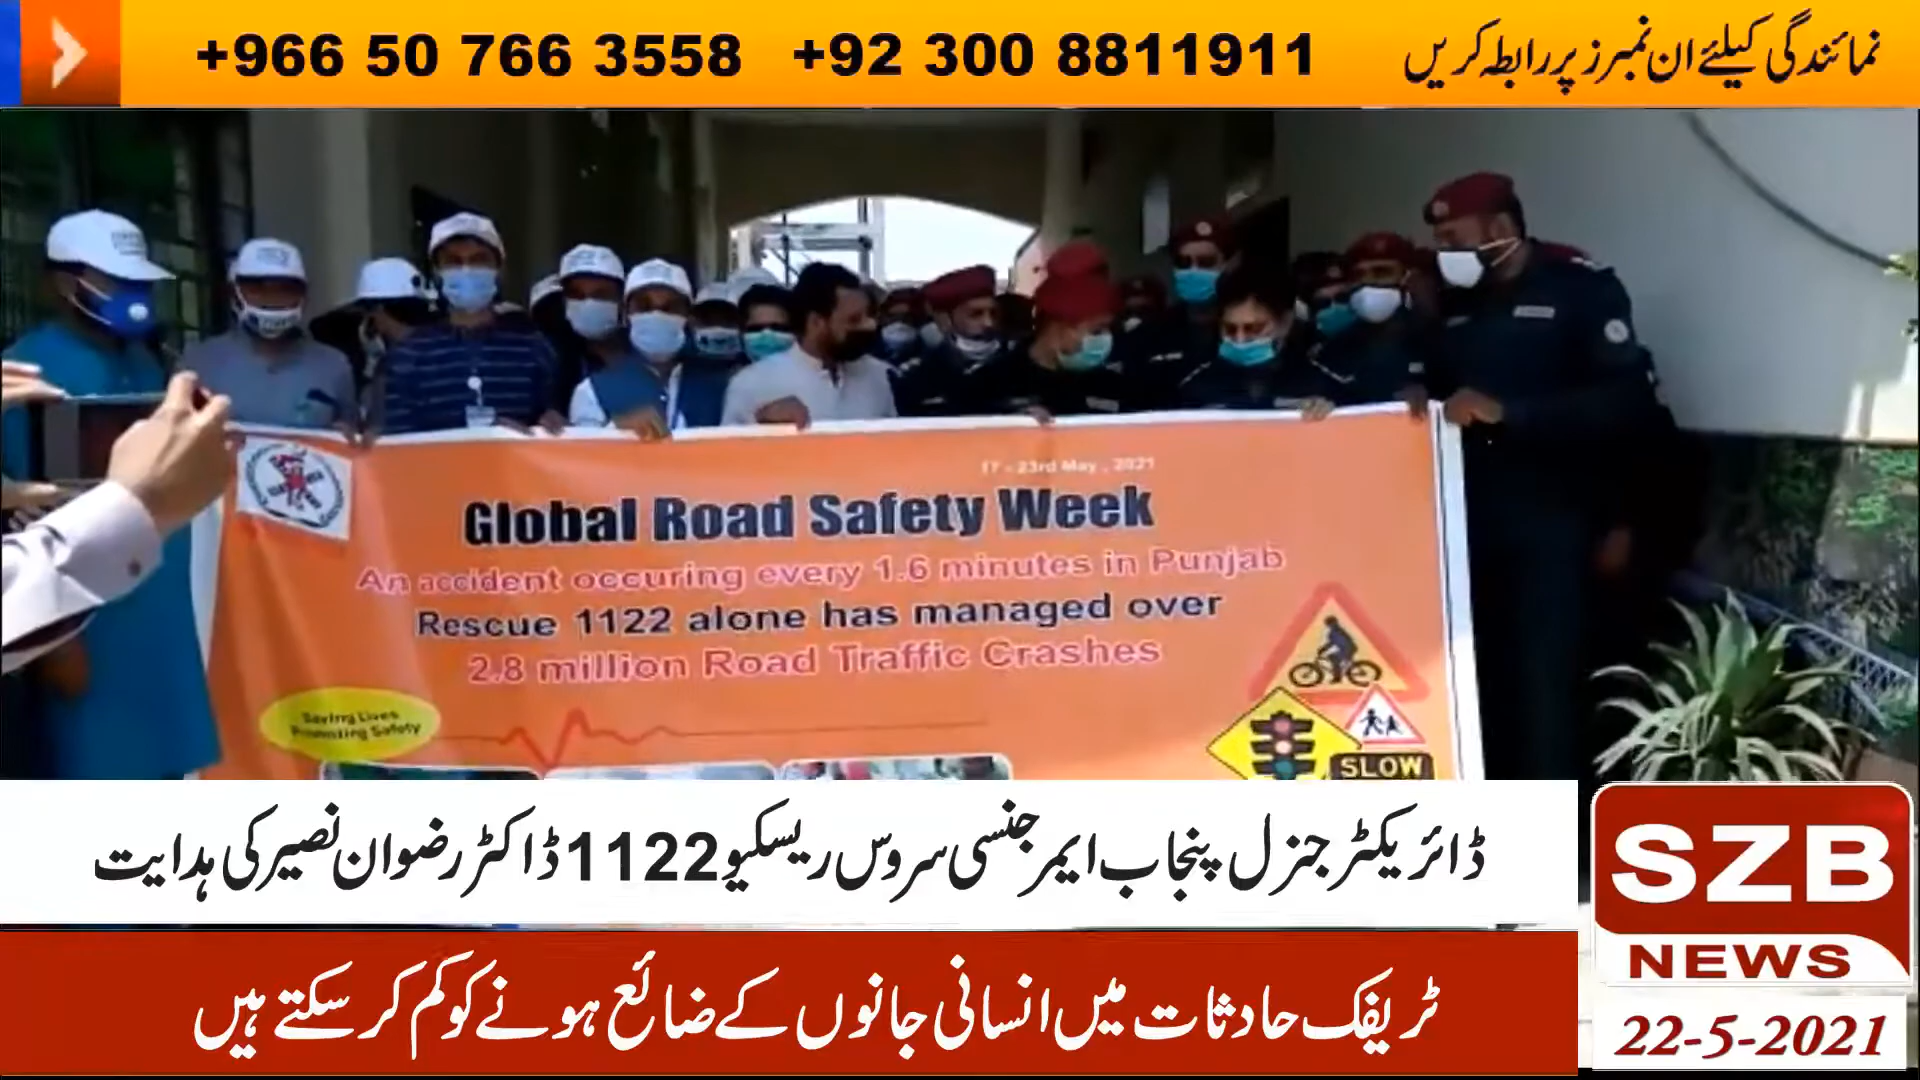 +966 50 766 3558 +92 300 8811911 نمائندگی کیلئے ان نمبرز پر رابطہ کریں
17 - 23rd May , 2021
Global Road Safety Week
An accident occuring every 1.6 minutes in Punjab
Rescue 1122 alone has managed over
2.8 million Road Traffic Crashes
Saving Lives
Promoting Safety
SLOW
ڈائریکٹر جنرل پنجاب ایمرجنسی سروس ریسکیو 1122 ڈاکٹر رضوان نصیر کی ہدایت
ٹریفک حادثات میں انسانی جانوں کے ضائع ہونے کو کم کر سکتے ہیں
SZB
NEWS
22-5-2021